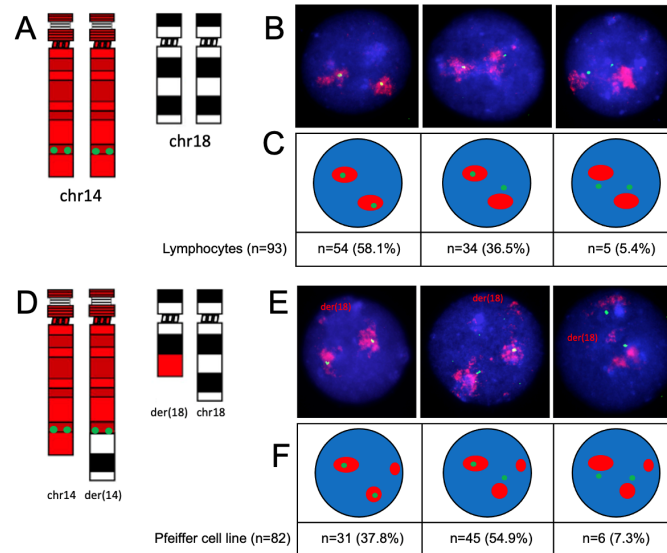 A
chr14
chr18
B
C
Lymphocytes (n=93)
n=54 (58.1%)
n=34 (36.5%)
n=5 (5.4%)
D
chr14
der(14)
der(18)
chr18
E
der(18)
der(18)
der(18)
F
Pfeiffer cell line (n=82)
n=31 (37.8%)
n=45 (54.9%)
n=6 (7.3%)